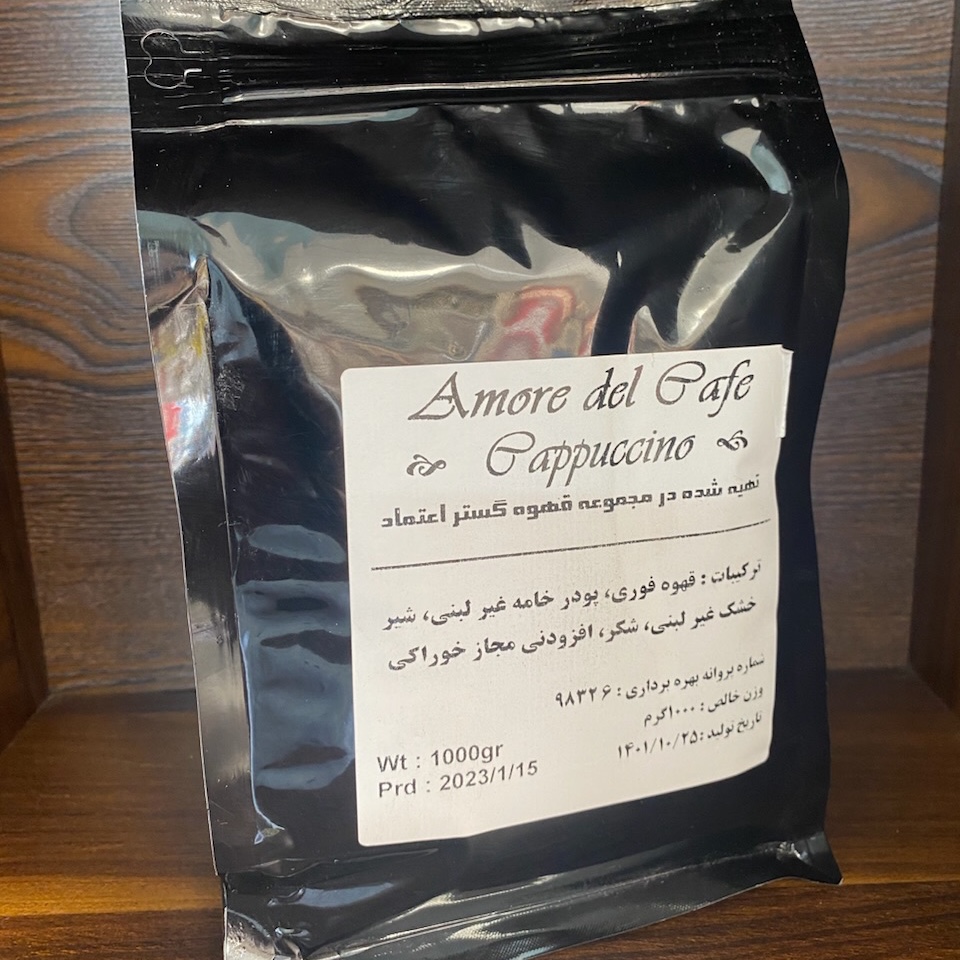 Amore del Cafe
Cappuccino
تهیه شده در مجموعه قهوه گستر اعتماد
ترکیبات : قهوه فوری، پودر خامه غیر لبنی، شیر
خشک غیر لبنی، شکر، افزودنی مجاز خوراکی
شماره پروانه بهره برداری : ۹۸۳۲۶
وزن خالص : ۱۰۰۰گرم
تاریخ تولید :۱۴۰۱/۱۰/۲۵
Wt : 1000gr
Prd : 2023/1/15